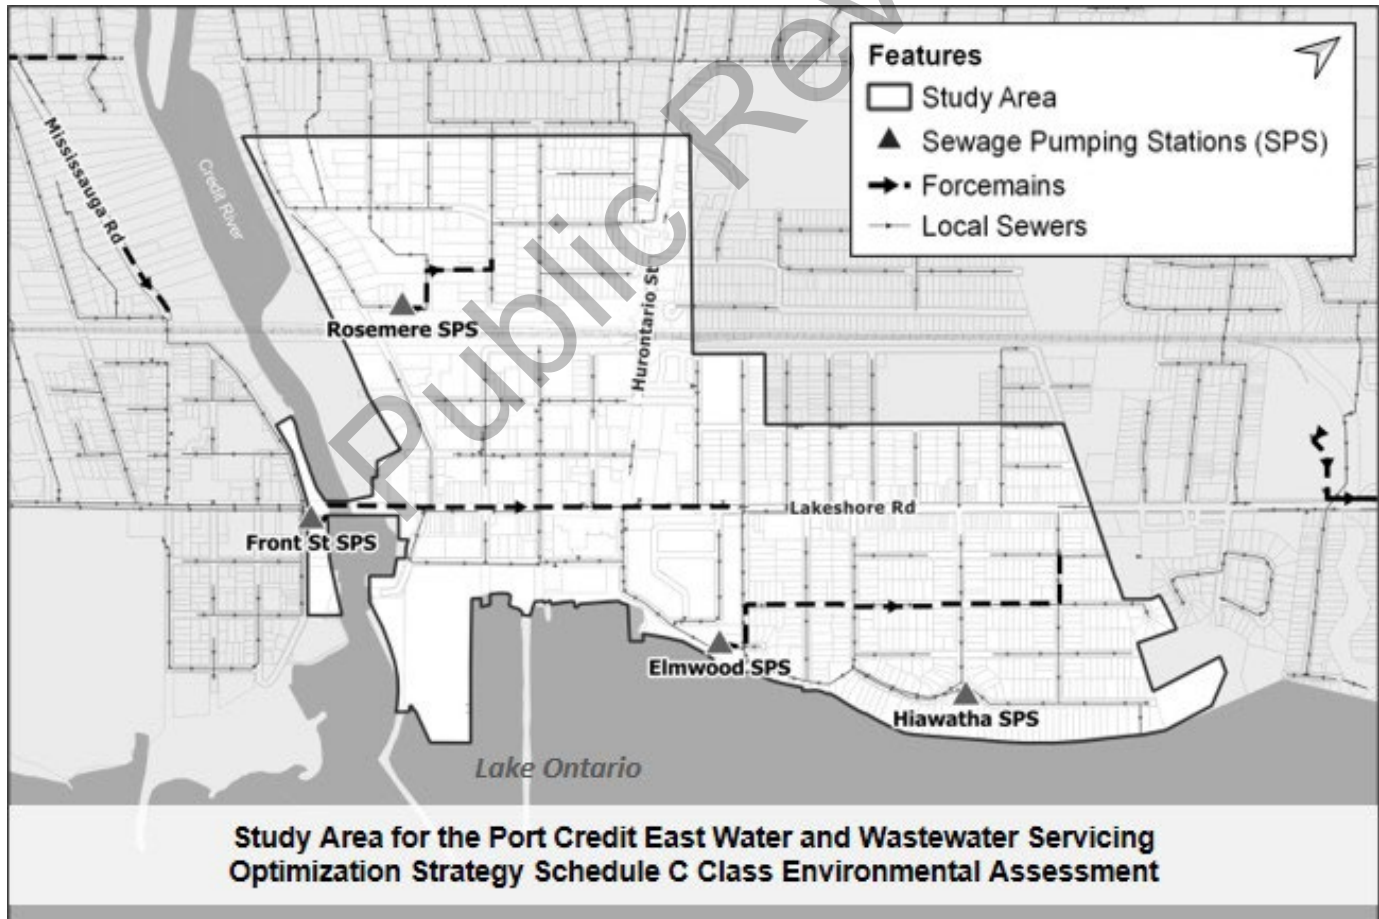 Public Rev
Features
Study Area
Sewage Pumping Stations (SPS)
Forcemains
Local Sewers
Mississauga Rd
Credit River
Hurontario St
Rosemere SPS
Lakeshore Rd
Front St SPS
Elmwood SPS
Hiawatha SPS
Lake Ontario
Study Area for the Port Credit East Water and Wastewater Servicing
Optimization Strategy Schedule C Class Environmental Assessment